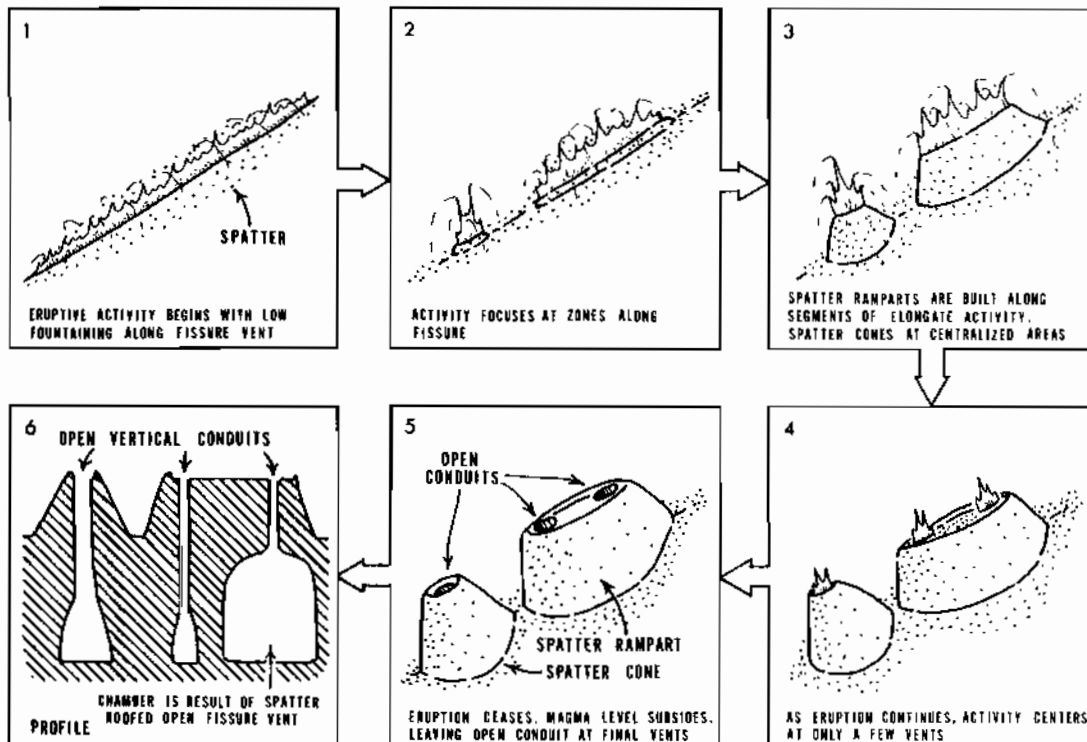 1
SPATTER
ERUPTIVE ACTIVITY BEGINS WITH LOW
FOUNTAINING ALONG FISSURE VENT
2
ACTIVITY FOCUSES AT ZONES ALONG
FISSURE
3
SPATTER RAMPARTS ARE BUILT ALONG
SEGMENTS OF ELONGATE ACTIVITY.
SPATTER CONES AT CENTRALIZED AREAS
4
AS ERUPTION CONTINUES, ACTIVITY CENTERS
AT ONLY A FEW VENTS
5
OPEN
CONDUITS
SPATTER RAMPART
SPATTER CONE
ERUPTION CEASES, MAGMA LEVEL SUBSIDES,
LEAVING OPEN CONDUIT AT FINAL VENTS
6
OPEN VERTICAL CONDUITS
CHAMBER IS RESULT OF SPATTER
ROOFED OPEN FISSURE VENT
PROFILE